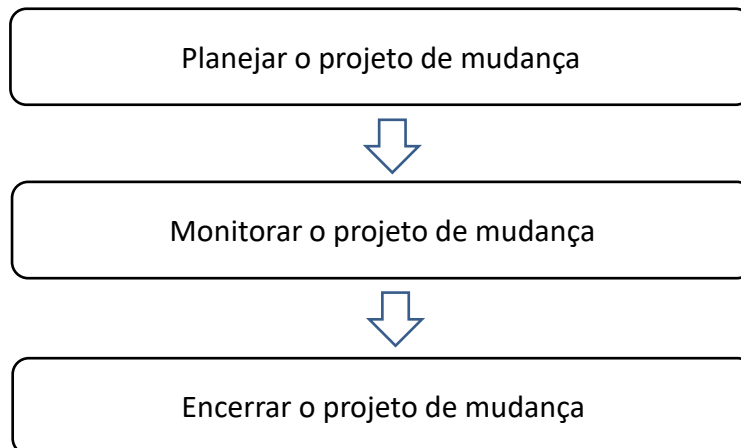 Planejar o projeto de mudança
Monitorar o projeto de mudança
Encerrar o projeto de mudança